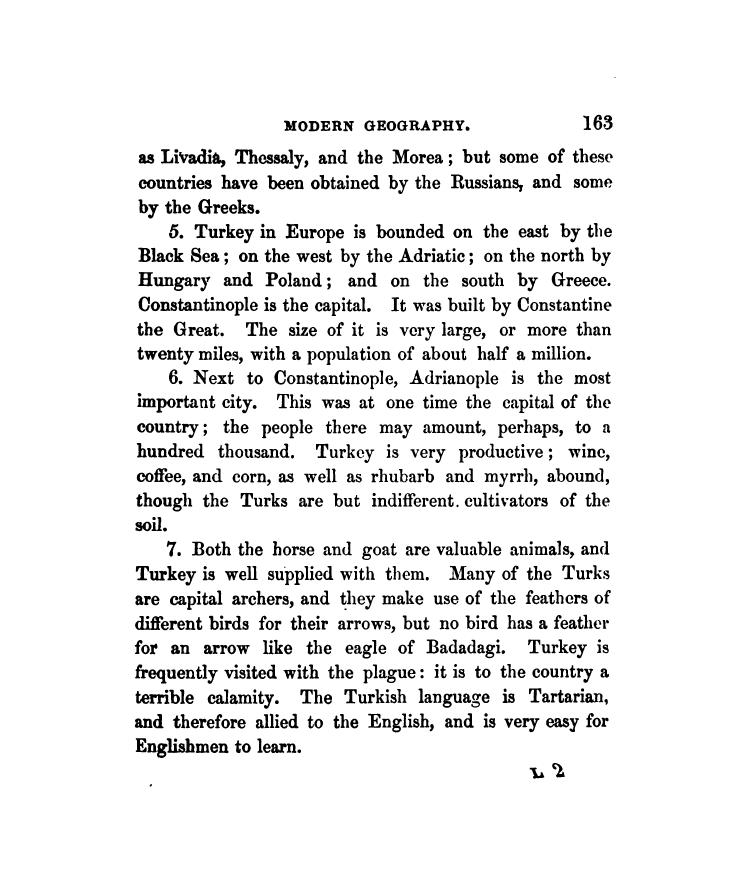 MODERN GEOGRAPHY. 163
as Livadia, Thessaly, and the Morea; but some of these
countries have been obtained by the Russians, and some
by the Greeks.
5. Turkey in Europe is bounded on the east by the
Black Sea; on the west by the Adriatic; on the north by
Hungary and Poland; and on the south by Greece.
Constantinople is the capital. It was built by Constantine
the Great. The size of it is very large, or more than
twenty miles, with a population of about half a million.
6. Next to Constantinople, Adrianople is the most
important city. This was at one time the capital of the
country; the people there may amount, perhaps, to a
hundred thousand. Turkey is very productive; wine,
coffee, and corn, as well as rhubarb and myrrh, abound,
though the Turks are but indifferent. cultivators of the
soil.
7. Both the horse and goat are valuable animals, and
Turkey is well supplied with them. Many of the Turks
are capital archers, and they make use of the feathers of
different birds for their arrows, but no bird has a feather
for an arrow like the eagle of Badadagi. Turkey is
frequently visited with the plague: it is to the country a
terrible calamity. The Turkish language is Tartarian,
and therefore allied to the English, and is very easy for
Englishmen to learn.
L 2